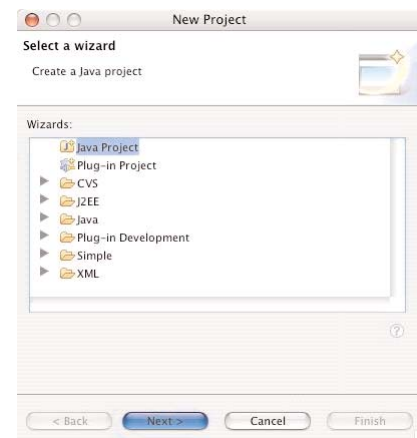 New Project
Select a wizard
Create a Java project
Wizards:
Java Project
Plug-in Project
CVS
J2EE
Java
Plug-in Development
Simple
XML
?
< Back
Next >
Cancel
Finish